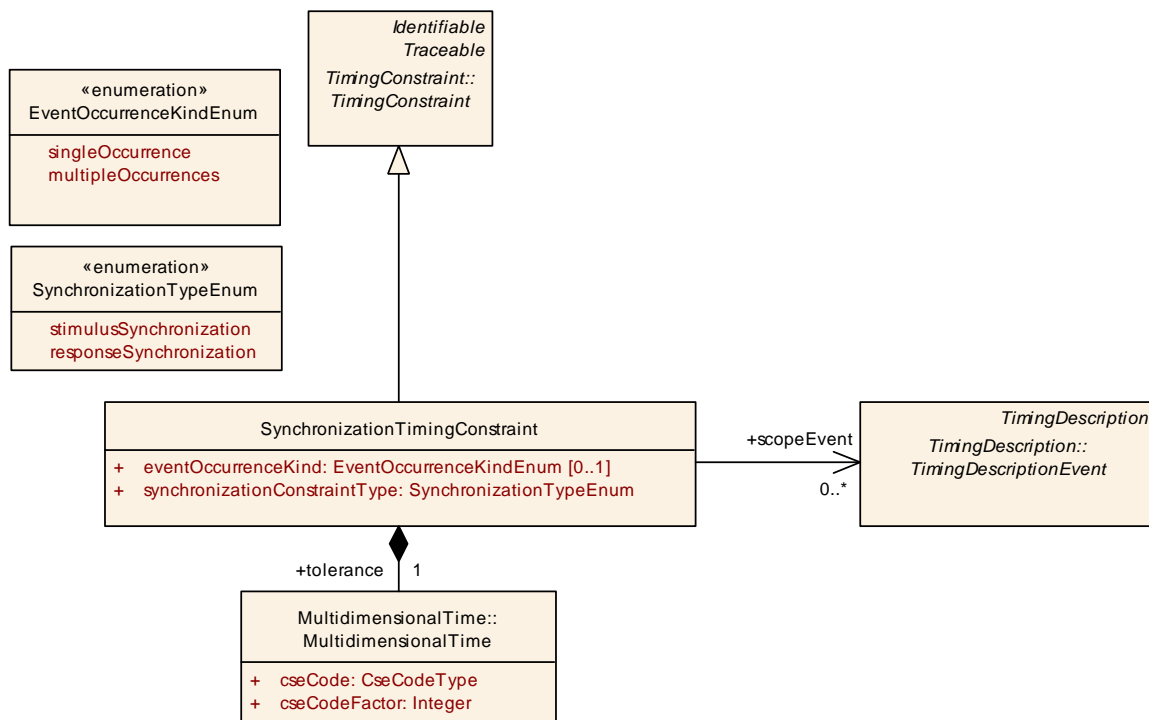 Identifiable
Traceable
TimingConstraint::
TimingConstraint
«enumeration»
EventOccurrenceKindEnum
singleOccurrence
multipleOccurrences
«enumeration»
SynchronizationTypeEnum
stimulusSynchronization
responseSynchronization
SynchronizationTimingConstraint
+ eventOccurrenceKind: EventOccurrenceKindEnum [0..1]
+ synchronizationConstraintType: SynchronizationTypeEnum
+scopeEvent
0..*
TimingDescription
TimingDescription::
TimingDescriptionEvent
+tolerance 1
MultidimensionalTime::
MultidimensionalTime
+ cseCode: CseCodeType
+ cseCodeFactor: Integer